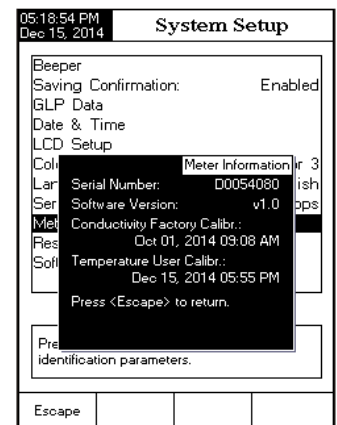 05:18:54 PM
Dec 15, 2014
System Setup
Beeper
Saving Confirmation: Enabled
GLP Data
Date & Time
LCD Setup
Meter Information
Serial Number: D0054080
Software Version: v1.0
Conductivity Factory Calibr.:
Oct 01, 2014 09:08 AM
Temperature User Calibr.:
Dec 15, 2014 05:55 PM
Press <Escape> to return.
identification parameters.
Escape